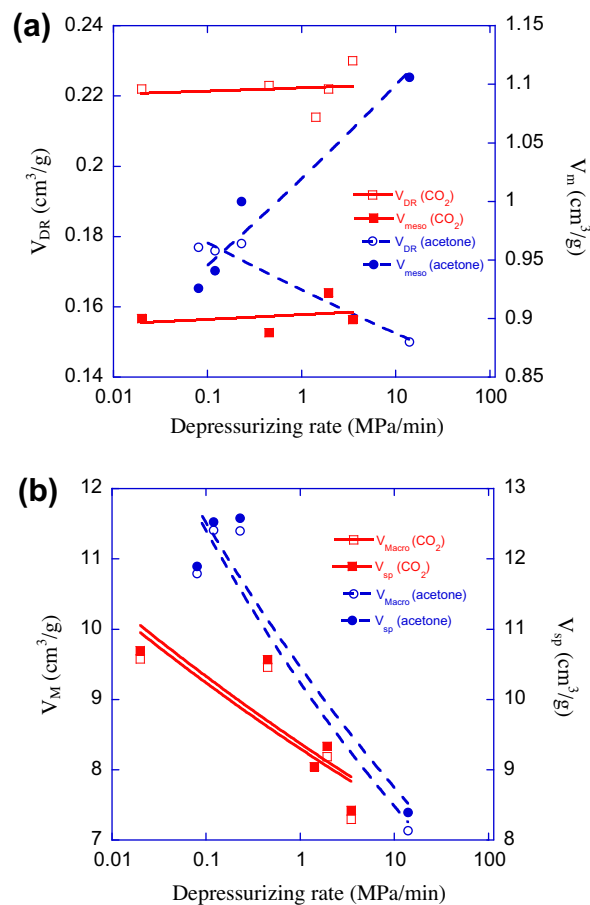 (a)
0.24
0.22
0.2
0.18
0.16
0.14
V_DR (cm³/g)
1.15
1.10
1.05
1
0.95
0.90
0.85
V_m (cm³/g)
V_DR (CO₂)
V_meso (CO₂)
V_DR (acetone)
V_meso (acetone)
0.01 0.1 1 10 100
Depressurizing rate (MPa/min)
(b)
12
11
10
9
8
7
V_M (cm³/g)
13
12
11
10
9
8
V_sp (cm³/g)
V_Macro (CO₂)
V_sp (CO₂)
V_Macro (acetone)
V_sp (acetone)
0.01 0.1 1 10 100
Depressurizing rate (MPa/min)